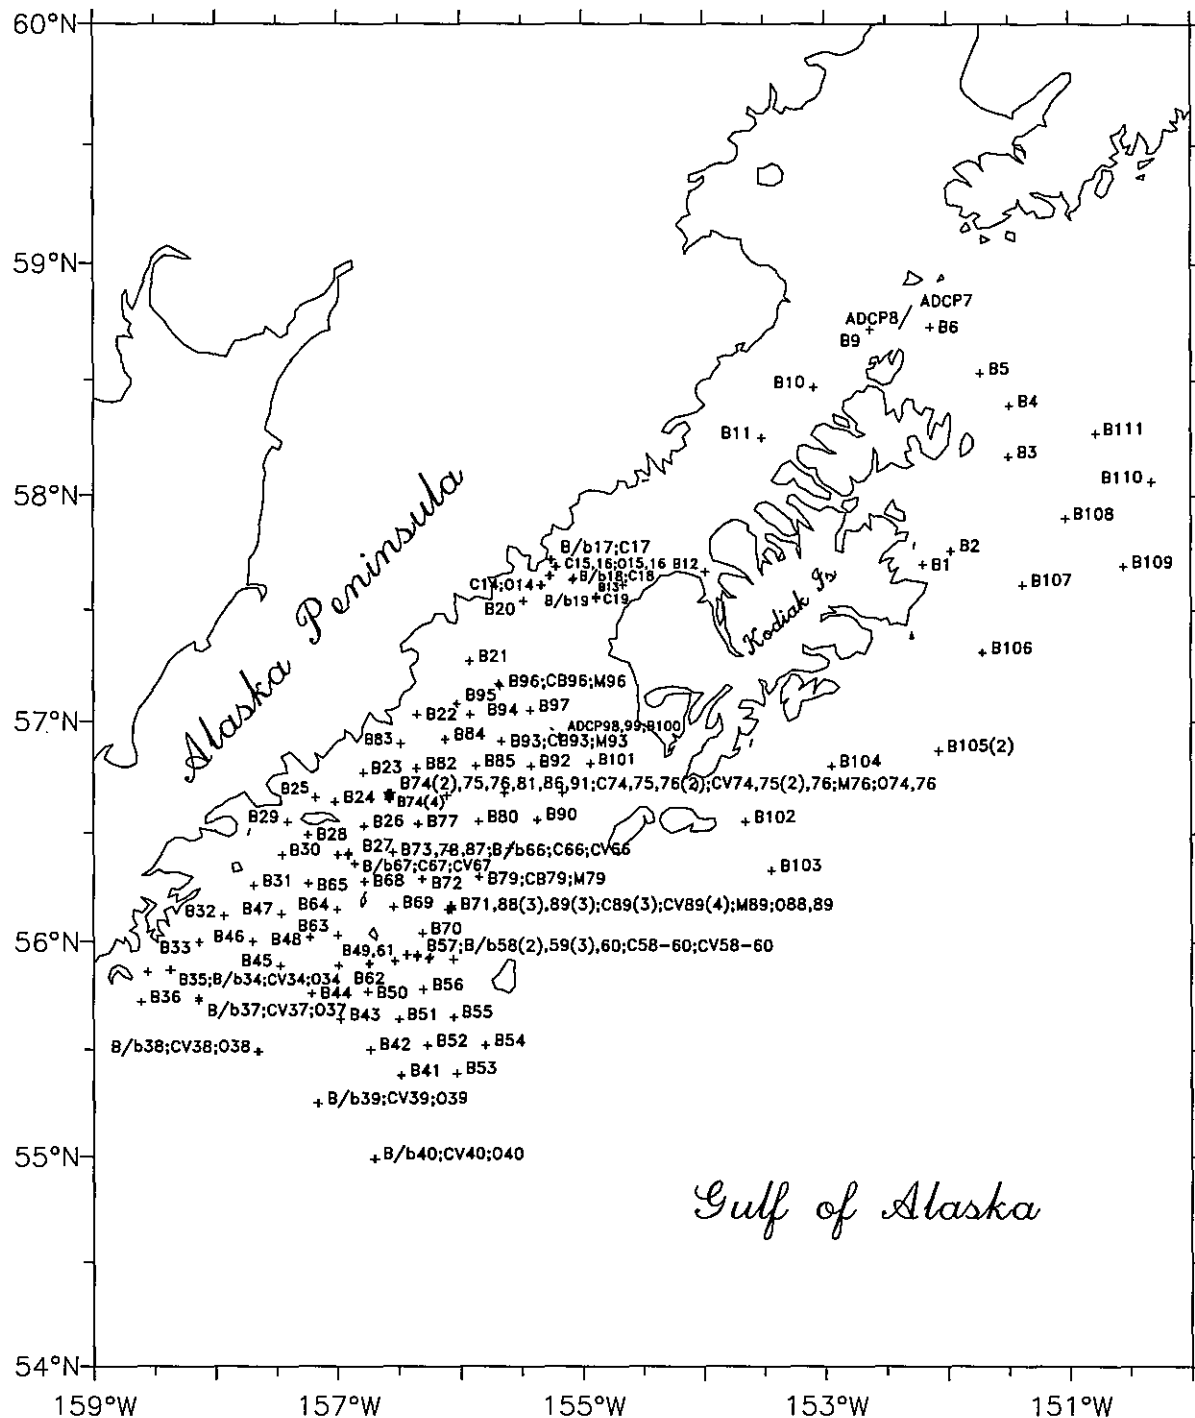 60°N
59°N
ADCP7
ADCP8
B6
B9
B5
B10
B4
B11
B111
B3
58°N
B110
B108
B/b17;C17
B2
C15,16;O15,16
B12
B1
B109
B/b18;C18
C14;O14
B13
B107
B/b19
C19
B20
Alaska Peninsula
Kodiak Is
B106
B21
B96;CB96;M96
B95
B97
57°N
B22
B94
ADCP98,99;B100
B83
B84
B93;CB93;M93
B105(2)
B23
B82
B85
B92
B101
B104
B74(2),75,76,81,86,91;C74,75,76(2);CV74,75(2),76;M76;O74,76
B25
B24
B74(4)
B29
B26
B77
B80
B90
B102
B28
B30
B27
B73,78,87;B/b66;C66;CV66
B/b67;C67;CV67
B103
B31
B65
B68
B72
B79;CB79;M79
B32
B47
B64
B69
B71,88(3),89(3);C89(3);CV89(4);M89;O88,89
B63
B70
56°N
B33
B46
B48
B49,61
B57;B/b58(2),59(3),60;C58-60;CV58-60
B45
B35;B/b34;CV34;O34
B62
B44
B50
B56
B36
B/b37;CV37;O37
B43
B51
B55
B/b38;CV38;O38
B42
B52
B54
B41
B53
B/b39;CV39;O39
55°N
B/b40;CV40;O40
Gulf of Alaska
54°N
159°W
157°W
155°W
153°W
151°W